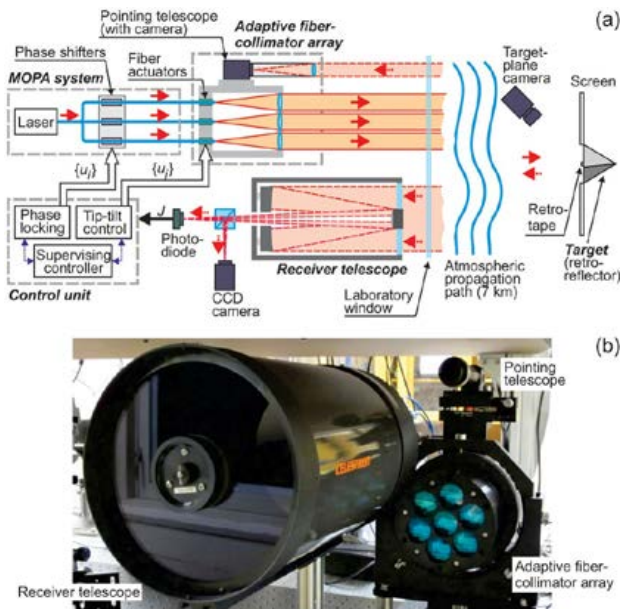 (a)
Pointing telescope
(with camera)
Adaptive fiber-
collimator array
Phase shifters
Fiber
actuators
MOPA system
Target-
plane camera
Screen
Laser
{uj}
{uj}
J
Phase
locking
Tip-tilt
control
Supervising
controller
Control unit
Photo-
diode
CCD
camera
Receiver telescope
Laboratory
window
Atmospheric
propagation
path (7 km)
Retro-
tape
Target
(retro-
reflector)
(b)
Pointing
telescope
CELESTRON
Receiver telescope
Adaptive fiber-
collimator array